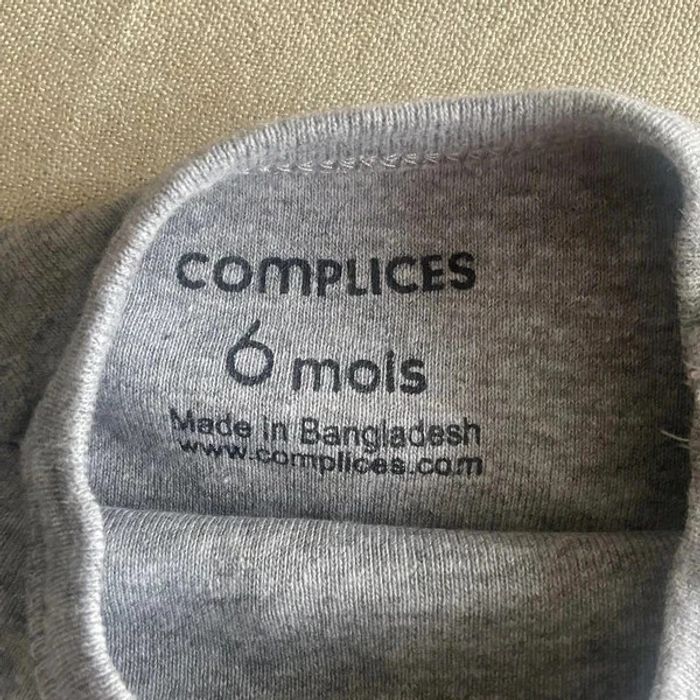 COMPLICES
6 mois
Made in Bangladesh
www.complices.com